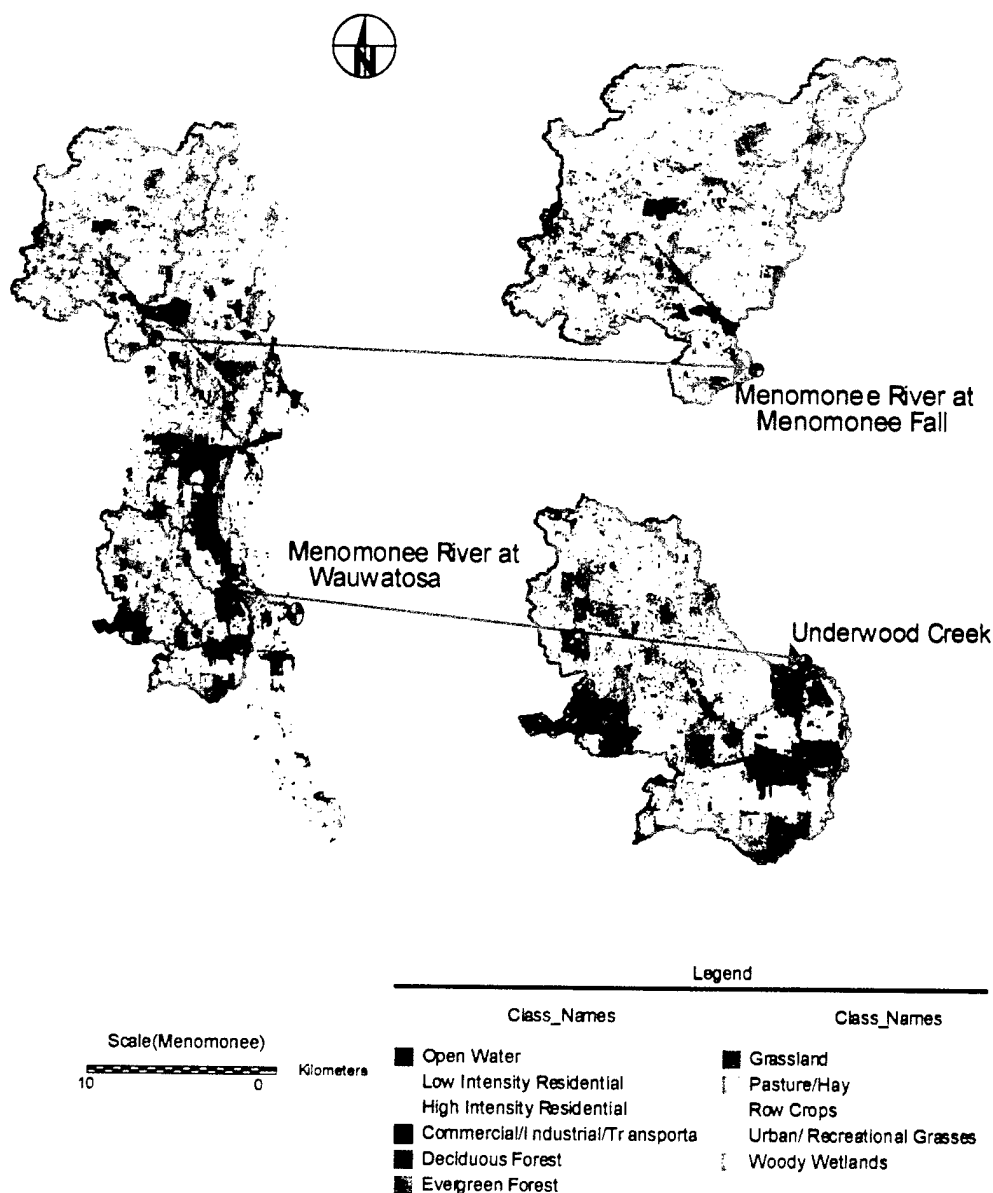 N
Menomonee River at
Menomonee Fall
Menomonee River at
Wauwatosa
Underwood Creek
Legend
Class_Names
Class_Names
Scale(Menomonee)
10 0 Kilometers
Open Water
Low Intensity Residential
High Intensity Residential
Commercial/Industrial/Transporta
Deciduous Forest
Evergreen Forest
Grassland
Pasture/Hay
Row Crops
Urban/ Recreational Grasses
Woody Wetlands